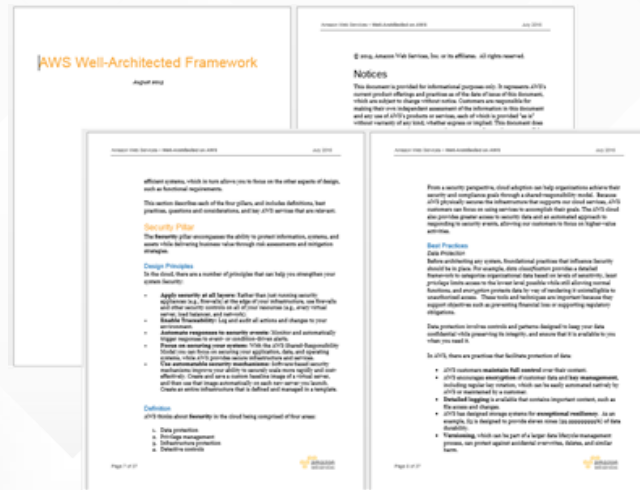 AWS Well-Architected Framework
August 2015
Amazon Web Services – Well-Architected on AWS July 2015
© 2015, Amazon Web Services, Inc. or its affiliates. All rights reserved.
Notices
This document is provided for informational purposes only. It represents AWS's
current product offerings and practices as of the date of issue of this document,
which are subject to change without notice. Customers are responsible for
making their own independent assessment of the information in this document
and any use of AWS's products or services, each of which is provided "as is"
without warranty of any kind, whether express or implied. This document does
Amazon Web Services – Well-Architected on AWS July 2015
efficient systems, which in turn allows you to focus on the other aspects of design,
such as functional requirements.
This section describes each of the four pillars, and includes definitions, best
practices, questions and considerations, and key AWS services that are relevant.
Security Pillar
The Security pillar encompasses the ability to protect information, systems, and
assets while delivering business value through risk assessments and mitigation
strategies.
Design Principles
In the cloud, there are a number of principles that can help you strengthen your
system Security:
• Apply security at all layers: Rather than just running security
appliances (e.g., firewalls) at the edge of your infrastructure, use firewalls
and other security controls on all of your resources (e.g., every virtual
server, load balancer, and network)
• Enable Traceability: Log and audit all actions and changes to your
environment.
• Automate responses to security events: Monitor and automatically
trigger responses to event or condition-driven alerts.
• Focus on securing your system: With the AWS Shared-Responsibility
Model you can focus on securing your application, data, and operating
systems, while AWS provides secure infrastructure and services.
• Use automatable security mechanisms: Software-based security
mechanisms improve your ability to securely scale more rapidly and cost-
effectively. Create and save a custom baseline image of a virtual server,
and then use that image automatically on each new server you launch.
Create an entire infrastructure that is defined and managed in a template.
Definition
AWS thinks about Security in the cloud being comprised of four areas:
1. Data protection
2. Privilege management
3. Infrastructure protection
4. Detective controls
Page 7 of 37
amazon
web services
Amazon Web Services – Well-Architected on AWS July 2015
From a security perspective, cloud adoption can help organizations achieve their
security and compliance goals through a shared-responsibility model. Because
AWS physically secures the infrastructure that supports our cloud services, AWS
customers can focus on using services to accomplish their goals. The AWS cloud
also provides greater access to security data and an automated approach to
responding to security events, allowing our customers to focus on higher-value
activities.
Best Practices
Data Protection
Before architecting any system, foundational practices that influence Security
should be in place. For example, data classification provides a detailed
framework to categorize organizational data based on levels of sensitivity, least
privilege limits access to the lowest level possible while still allowing normal
functions, and encryption protects data by way of rendering it unintelligible to
unauthorized access. These tools and techniques are important because they
support objectives such as preventing financial loss or supporting regulatory
obligations.
Data protection involves controls and patterns designed to keep your data
confidential while preserving its integrity, and ensure that it is available to you
when you need it.
In AWS, there are practices that facilitate protection of data.
• AWS customers maintain full control over their content.
• AWS encourages encryption of customer data and key management,
including regular key rotation, which can be easily automated natively by
AWS or maintained by a customer.
• Detailed logging is available that contains important content, such as
file access and changes.
• AWS has designed storage systems for exceptional resiliency. As an
example, S3 is designed to provide eleven nines of data
durability.
• Versioning, which can be part of a larger data lifecycle-management
process, can protect against accidental overwrites, deletes, and similar
harm.
Page 8 of 37
amazon
web services